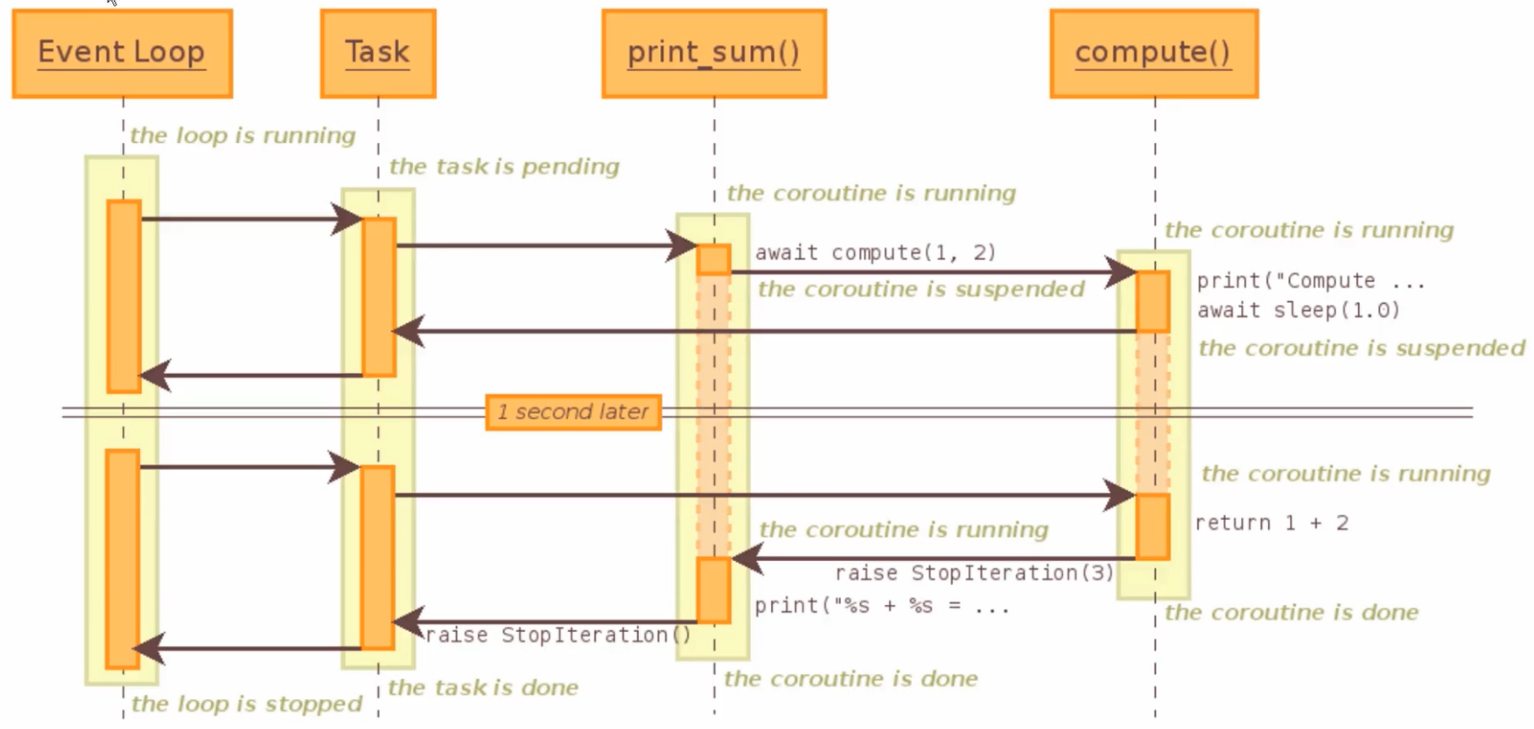 Event Loop
Task
print_sum()
compute()
the loop is running
the task is pending
the coroutine is running
the coroutine is running
await compute(1, 2)
print("Compute ...
the coroutine is suspended
await sleep(1.0)
the coroutine is suspended
1 second later
the coroutine is running
return 1 + 2
the coroutine is running
raise StopIteration(3)
print("%s + %s = ...
the coroutine is done
raise StopIteration()
the coroutine is done
the task is done
the loop is stopped